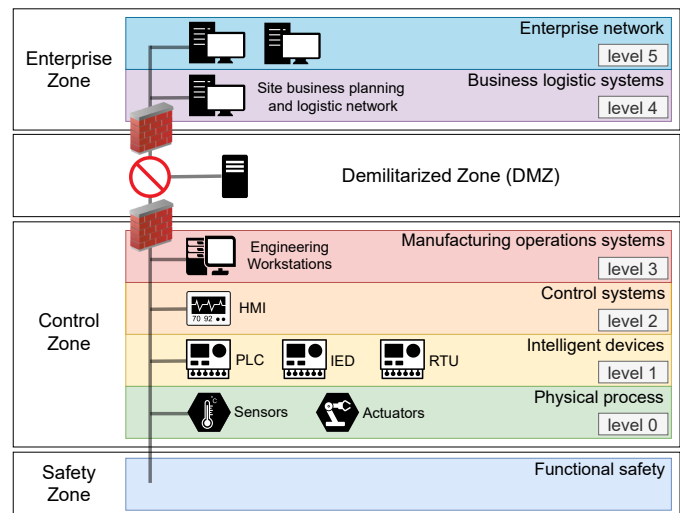 Enterprise
Zone
Enterprise network
level 5
Site business planning
and logistic network
Business logistic systems
level 4
Demilitarized Zone (DMZ)
Control
Zone
Engineering
Workstations
Manufacturing operations systems
level 3
70 92
HMI
Control systems
level 2
PLC
IED
RTU
Intelligent devices
level 1
°C
Sensors
Actuators
Physical process
level 0
Safety
Zone
Functional safety